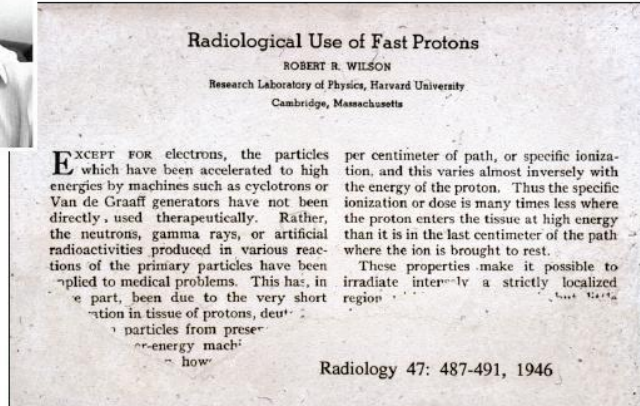 Radiological Use of Fast Protons
ROBERT R. WILSON
Research Laboratory of Physics, Harvard University
Cambridge, Massachusetts
EXCEPT FOR electrons, the particles
which have been accelerated to high
energies by machines such as cyclotrons or
Van de Graaff generators have not been
directly used therapeutically. Rather,
the neutrons, gamma rays, or artificial
radioactivities produced in various reac-
tions of the primary particles have been
plied to medical problems. This has, in
part, been due to the very short
ation in tissue of protons,
particles from
er-energy
how
per centimeter of path, or specific ioniza-
tion, and this varies almost inversely with
the energy of the proton. Thus the specific
ionization or dose is many times less where
the proton enters the tissue at high energy
than it is in the last centimeter of the path
where the ion is brought to rest.
These properties make it possible to
irradiate a strictly localized
region
Radiology 47: 487-491, 1946